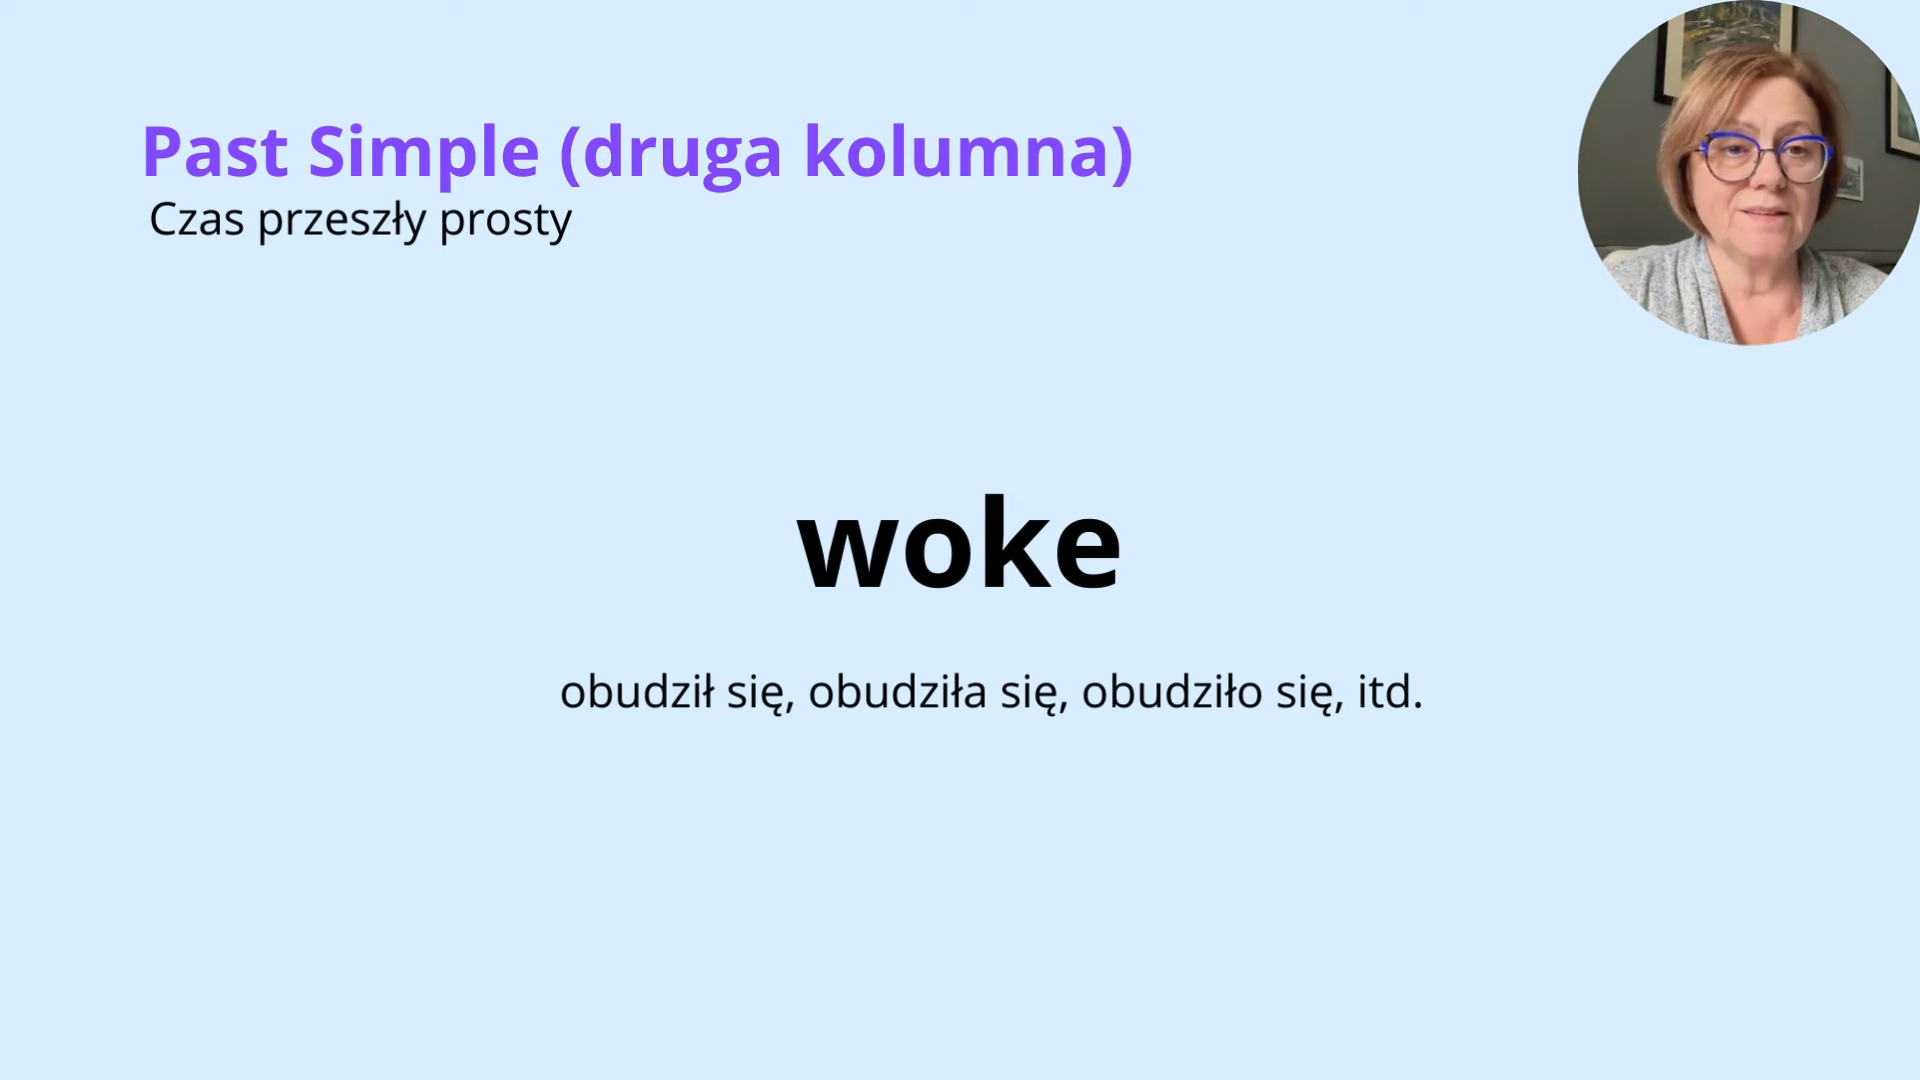 Past Simple (druga kolumna)
Czas przeszły prosty
woke
obudził się, obudziła się, obudziło się, itd.